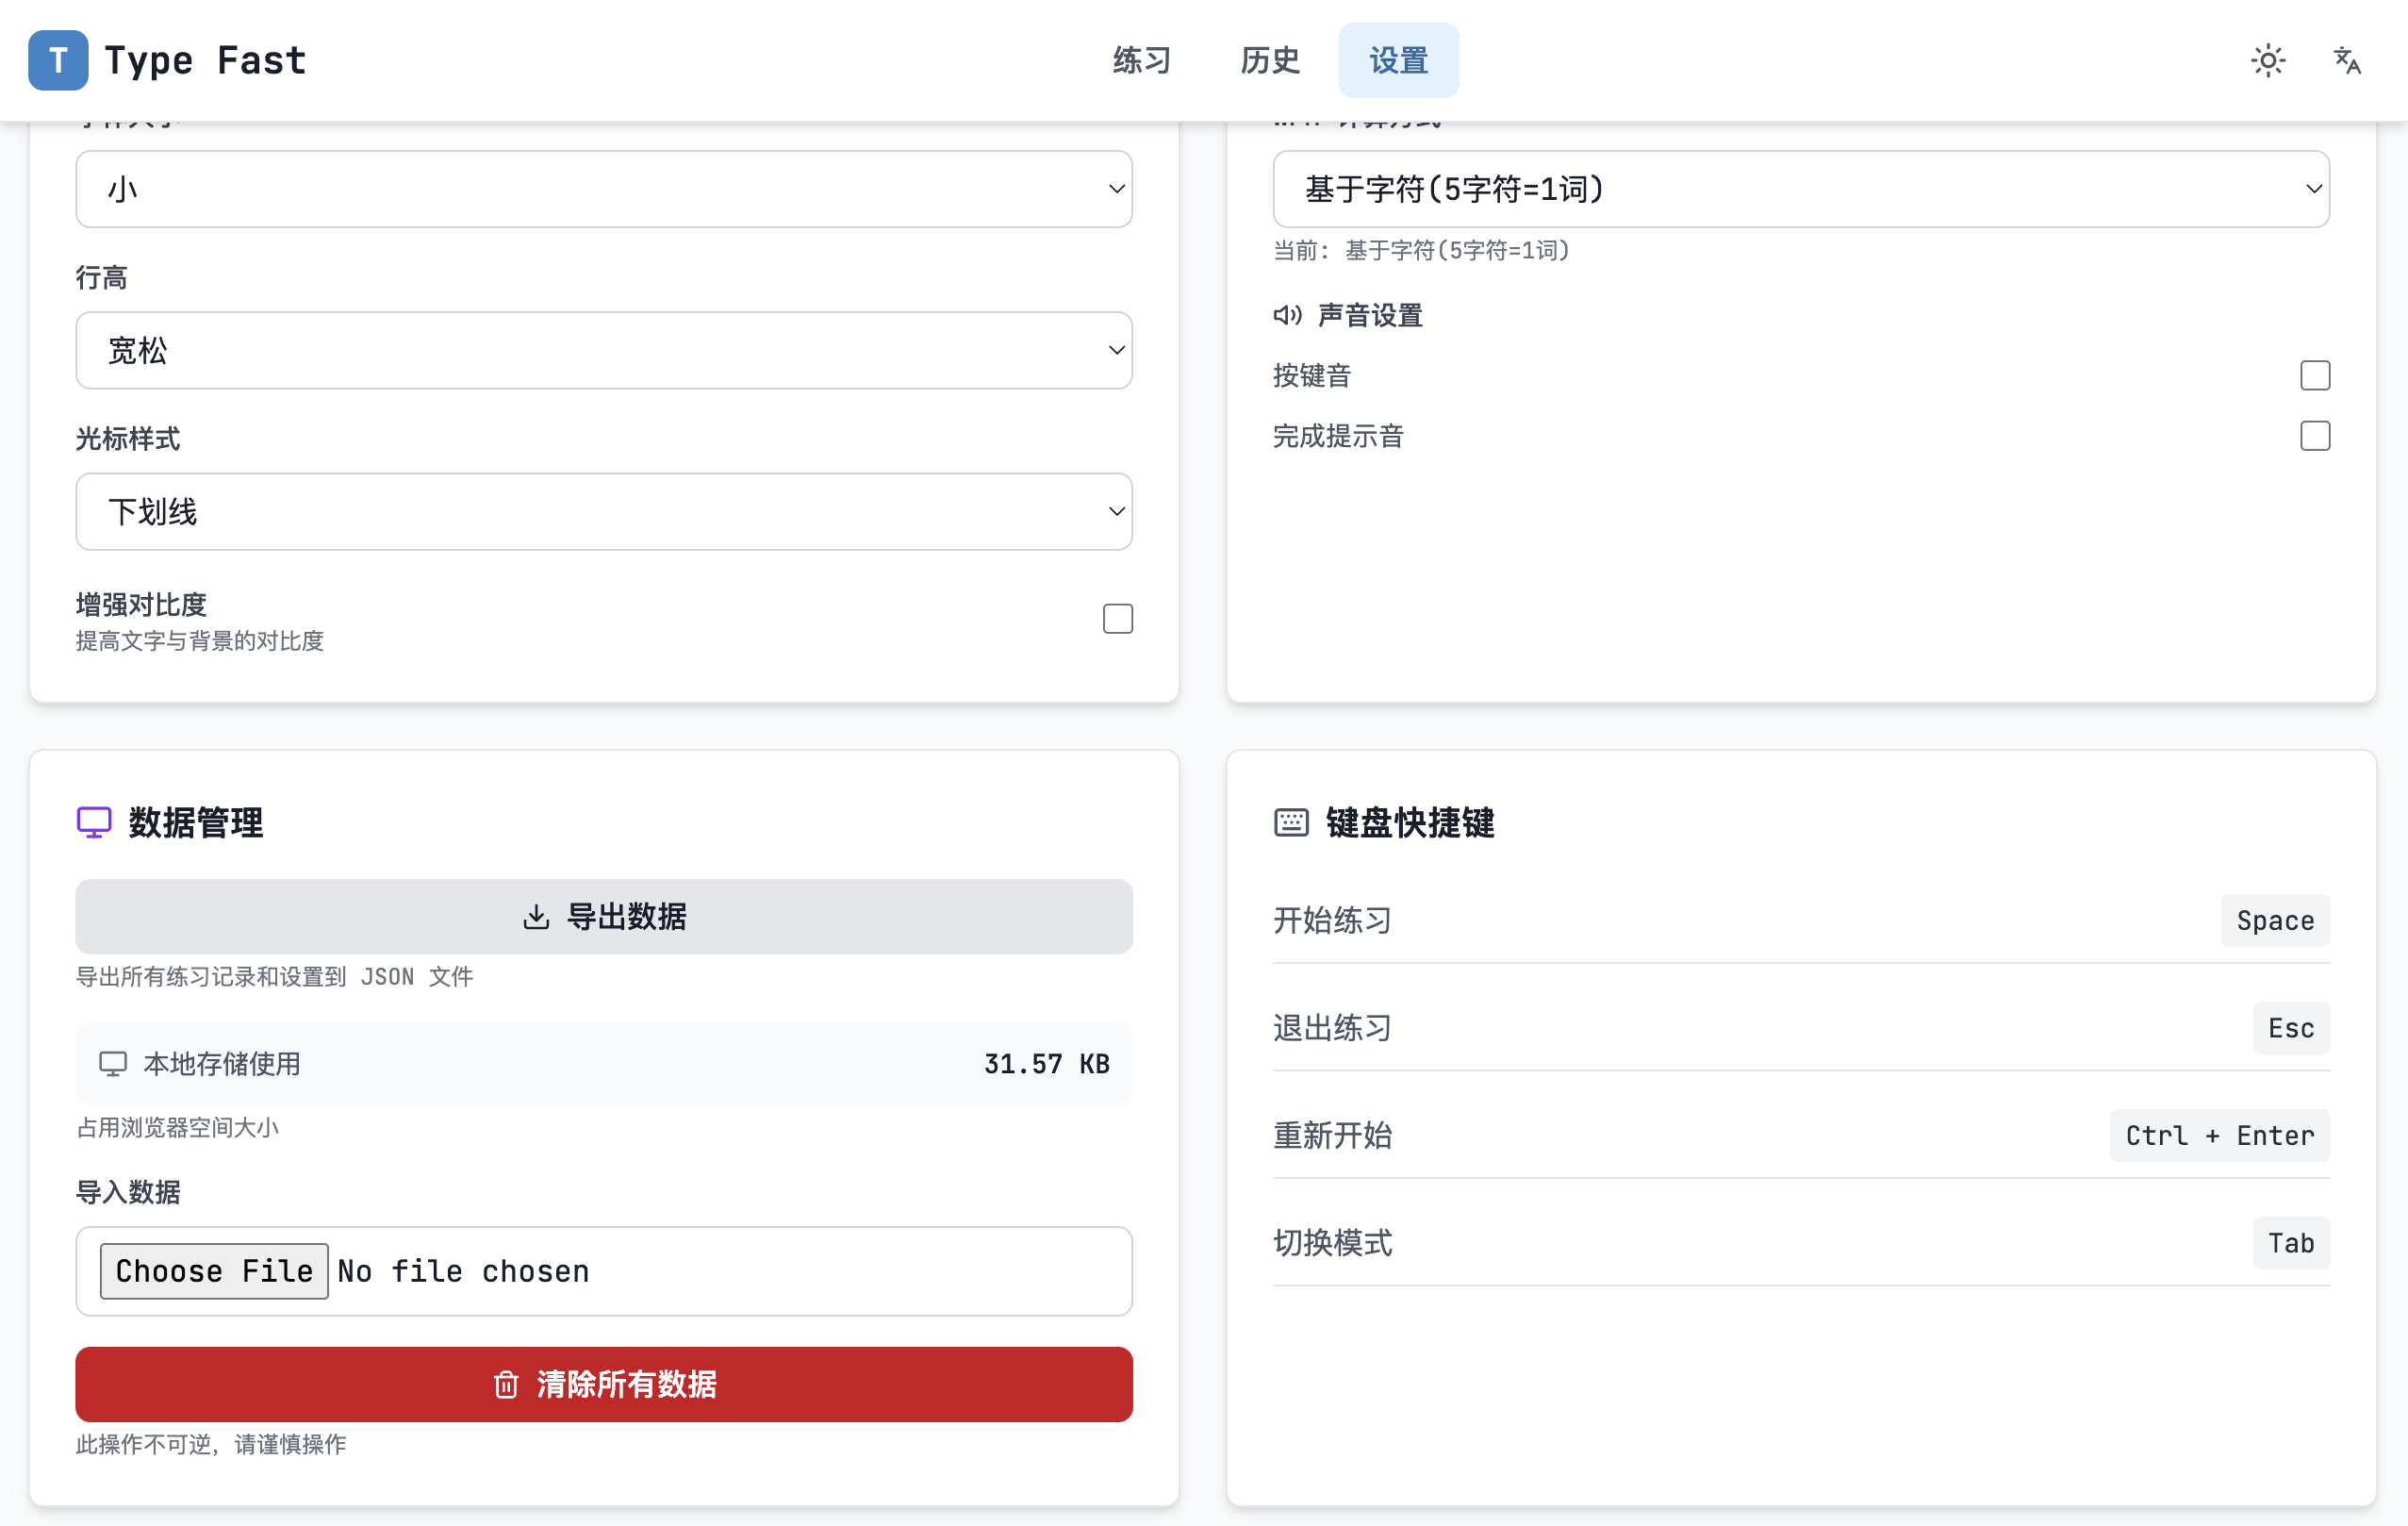 T Type Fast
练习
历史
设置
小
行高
宽松
光标样式
下划线
增强对比度
提高文字与背景的对比度
基于字符(5字符=1词)
当前: 基于字符(5字符=1词)
声音设置
按键音
完成提示音
数据管理
导出数据
导出所有练习记录和设置到 JSON 文件
本地存储使用 31.57 KB
占用浏览器空间大小
导入数据
Choose File No file chosen
清除所有数据
此操作不可逆，请谨慎操作
键盘快捷键
开始练习 Space
退出练习 Esc
重新开始 Ctrl + Enter
切换模式 Tab